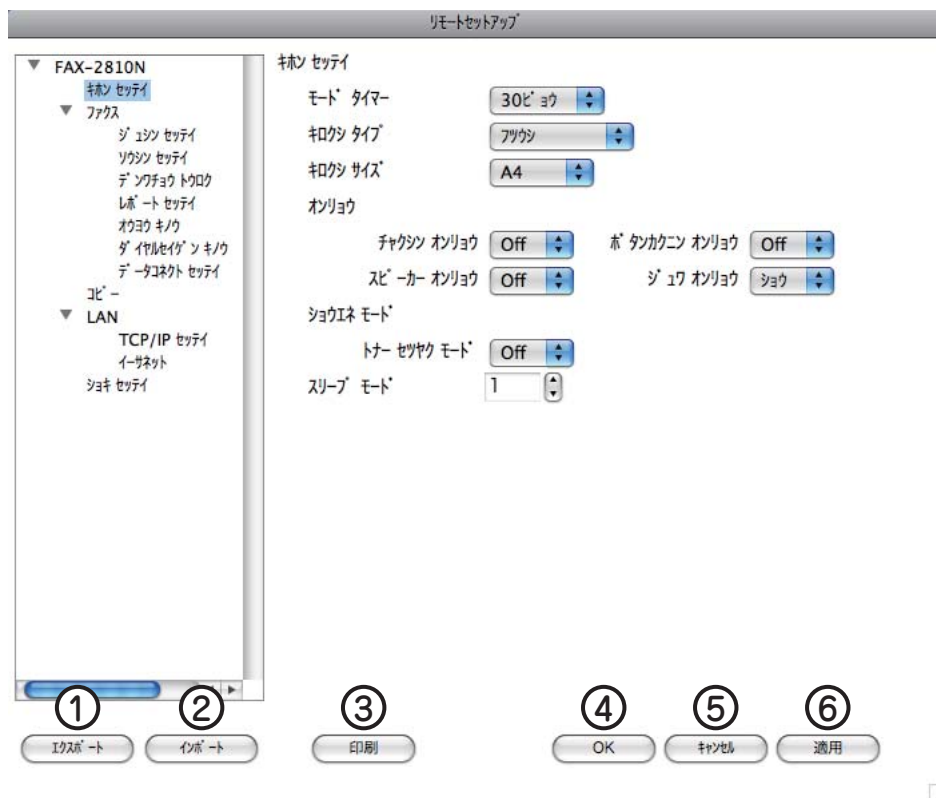 ﾘﾓｰﾄｾｯﾄｱｯﾌﾟ
FAX-2810N
ｷﾎﾝ ｾｯﾃｲ
ﾌｧｸｽ
ｼﾞｭｼﾝ ｾｯﾃｲ
ｿｳｼﾝ ｾｯﾃｲ
ﾃﾞﾝﾜﾁｮｳ ﾄｳﾛｸ
ﾚﾎﾟｰﾄ ｾｯﾃｲ
ｵｳﾖｳ ｷﾉｳ
ﾀﾞｲﾔﾙｾｲｹﾞﾝ ｷﾉｳ
ﾃﾞｰﾀｺﾈｸﾄ ｾｯﾃｲ
ｺﾋﾟｰ
LAN
TCP/IP ｾｯﾃｲ
ｲｰｻﾈｯﾄ
ｼｮｷ ｾｯﾃｲ
ｷﾎﾝ ｾｯﾃｲ
ﾓｰﾄﾞ ﾀｲﾏｰ 30ﾋﾞｮｳ
ｷﾛｸｼ ﾀｲﾌﾟ ﾌﾂｳｼ
ｷﾛｸｼ ｻｲｽﾞ A4
ｵﾝﾘｮｳ
ﾁｬｸｼﾝ ｵﾝﾘｮｳ Off ﾎﾞﾀﾝｶｸﾆﾝ ｵﾝﾘｮｳ Off
ｽﾋﾟｰｶｰ ｵﾝﾘｮｳ Off ｼﾞｭﾜ ｵﾝﾘｮｳ ｼｮｳ
ｼｮｳｴﾈ ﾓｰﾄﾞ
ﾄﾅｰ ｾﾂﾔｸ ﾓｰﾄﾞ Off
ｽﾘｰﾌﾟ ﾓｰﾄﾞ 1
① ② ③ ④ ⑤ ⑥
ｴｸｽﾎﾟｰﾄ ｲﾝﾎﾟｰﾄ 印刷 OK ｷｬﾝｾﾙ 適用